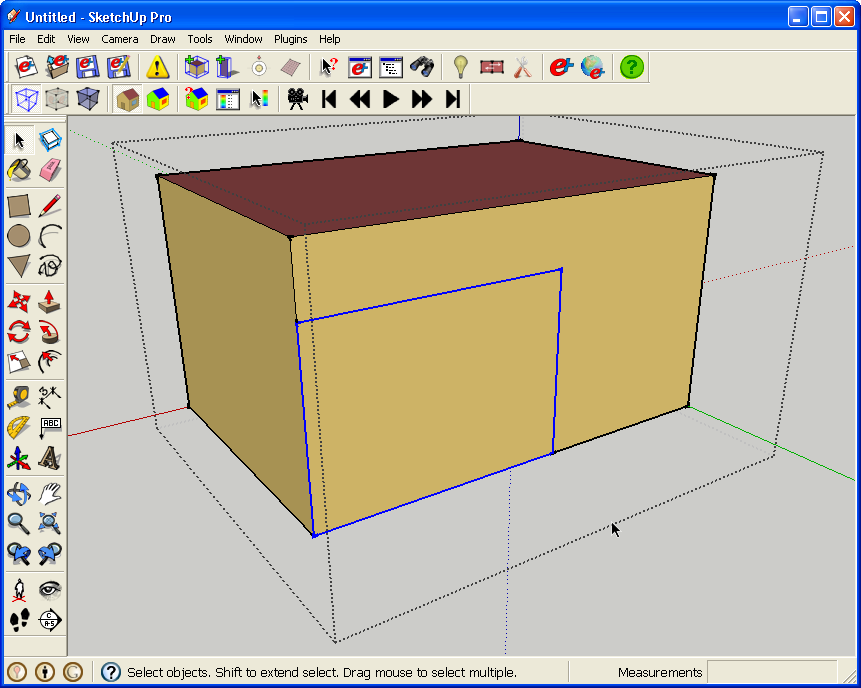 Untitled - SketchUp Pro
File Edit View Camera Draw Tools Window Plugins Help
ABC
Select objects. Shift to extend select. Drag mouse to select multiple.
Measurements